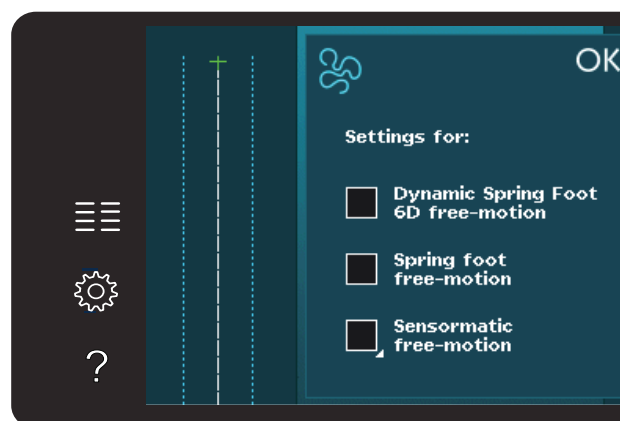 OK
Settings for:
Dynamic Spring Foot
6D free-motion
Spring foot
free-motion
Sensormatic
free-motion
?